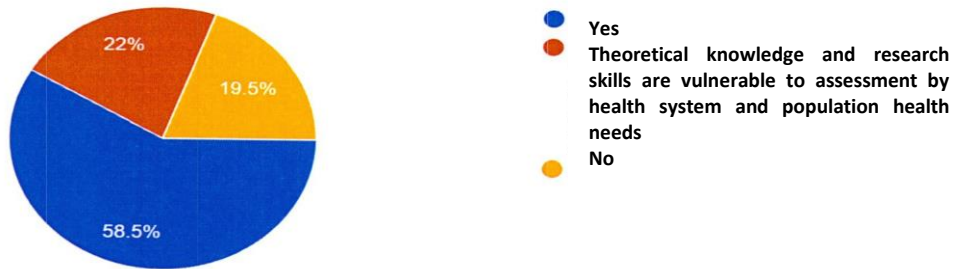 22%
19.5%
58.5%
Yes
Theoretical knowledge and research
skills are vulnerable to assessment by
health system and population health
needs
No